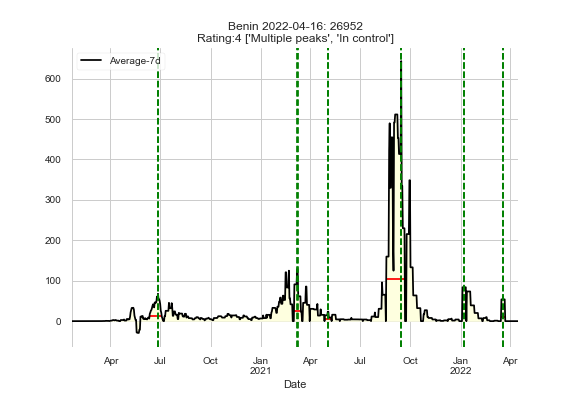 Benin 2022-04-16: 26952
Rating:4 ['Multiple peaks', 'In control']
Average-7d
600
500
400
300
200
100
0
Apr Jul Oct Jan Apr Jul Oct Jan Apr
2021 2022
Date